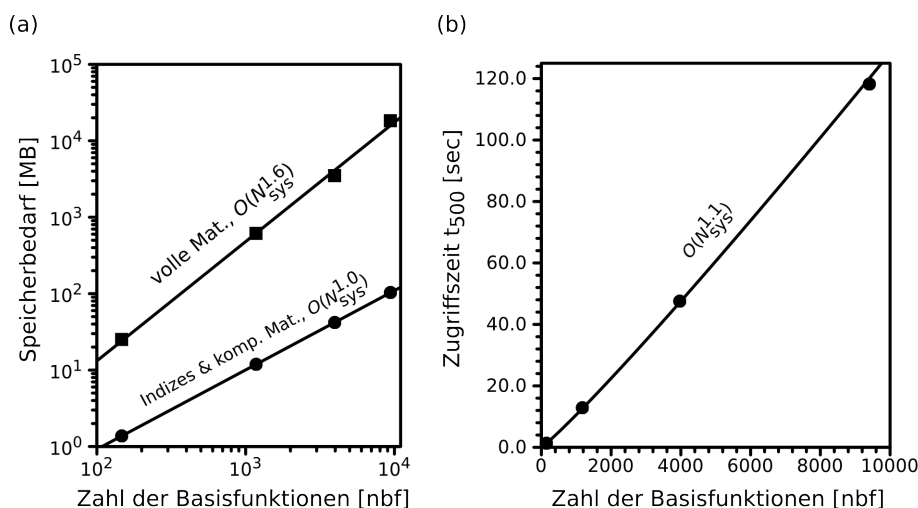 (a)
Speicherbedarf [MB]
10^5
10^4
10^3
10^2
10^1
10^0
volle Mat., O(N_sys^1.6)
Indizes & komp. Mat., O(N_sys^1.0)
10^2 10^3 10^4
Zahl der Basisfunktionen [nbf]
(b)
Zugriffszeit t_500 [sec]
120.0
100.0
80.0
60.0
40.0
20.0
0.0
O(N_sys^1.1)
0 2000 4000 6000 8000 10000
Zahl der Basisfunktionen [nbf]